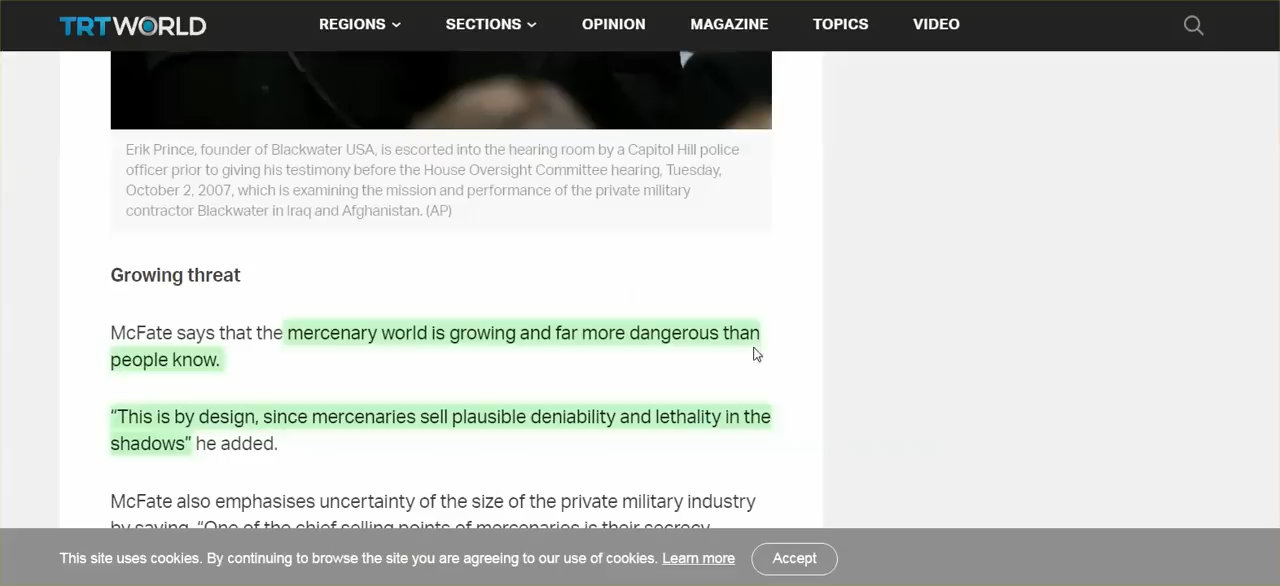 TRTWORLD
REGIONS
SECTIONS
OPINION
MAGAZINE
TOPICS
VIDEO
Erik Prince, founder of Blackwater USA, is escorted into the hearing room by a Capitol Hill police
officer prior to giving his testimony before the House Oversight Committee hearing, Tuesday,
October 2, 2007, which is examining the mission and performance of the private military
contractor Blackwater in Iraq and Afghanistan. (AP)
Growing threat
McFate says that the mercenary world is growing and far more dangerous than
people know.
“This is by design, since mercenaries sell plausible deniability and lethality in the
shadows” he added.
McFate also emphasises uncertainty of the size of the private military industry
by saying, “One of the chief selling points of mercenaries is their secrecy
This site uses cookies. By continuing to browse the site you are agreeing to our use of cookies. Learn more
Accept